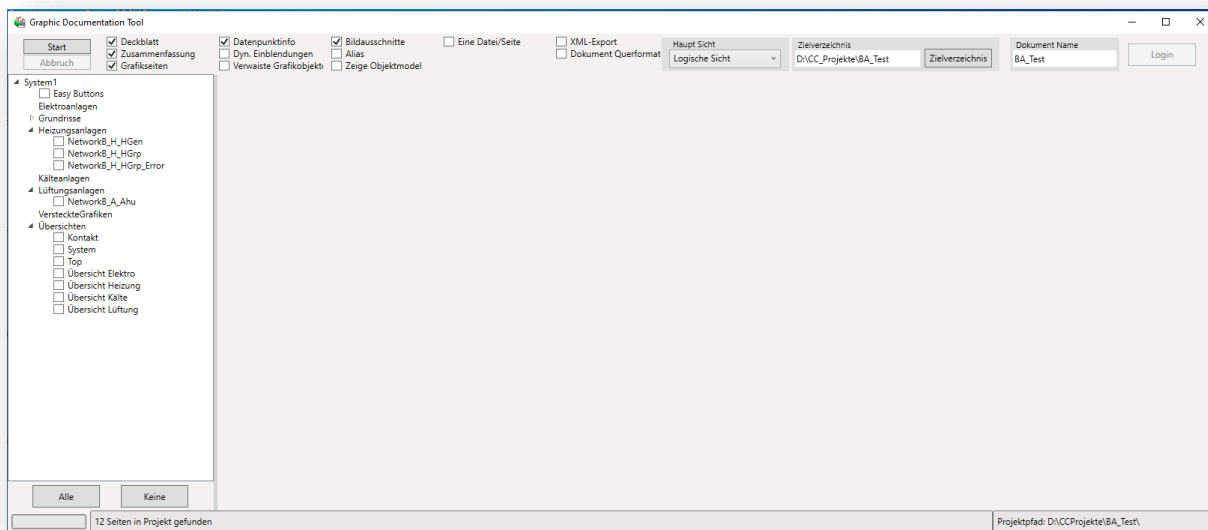 Graphic Documentation Tool
Start
Abbruch
Deckblatt
Zusammenfassung
Grafikseiten
Datenpunktinfo
Dyn. Einblendungen
Verwaiste Grafikobjekt
Bildausschnitte
Alias
Zeige Objektmodel
Eine Datei/Seite
XML-Export
Dokument Querformat
Haupt Sicht
Logische Sicht
Zielverzeichnis
D:\CC_Projekte\BA_Test
Zielverzeichnis
Dokument Name
BA_Test
Login
System1
Easy Buttons
Elektroanlagen
Grundrisse
Heizungsanlagen
NetworkB_H_HGen
NetworkB_H_HGrp
NetworkB_H_HGrp_Error
Kälteanlagen
Lüftungsanlagen
NetworkB_A_Ahu
VersteckteGrafiken
Übersichten
Kontakt
System
Top
Übersicht Elektro
Übersicht Heizung
Übersicht Kälte
Übersicht Lüftung
Alle
Keine
12 Seiten in Projekt gefunden
Projektpfad: D:\CCProjekte\BA_Test\